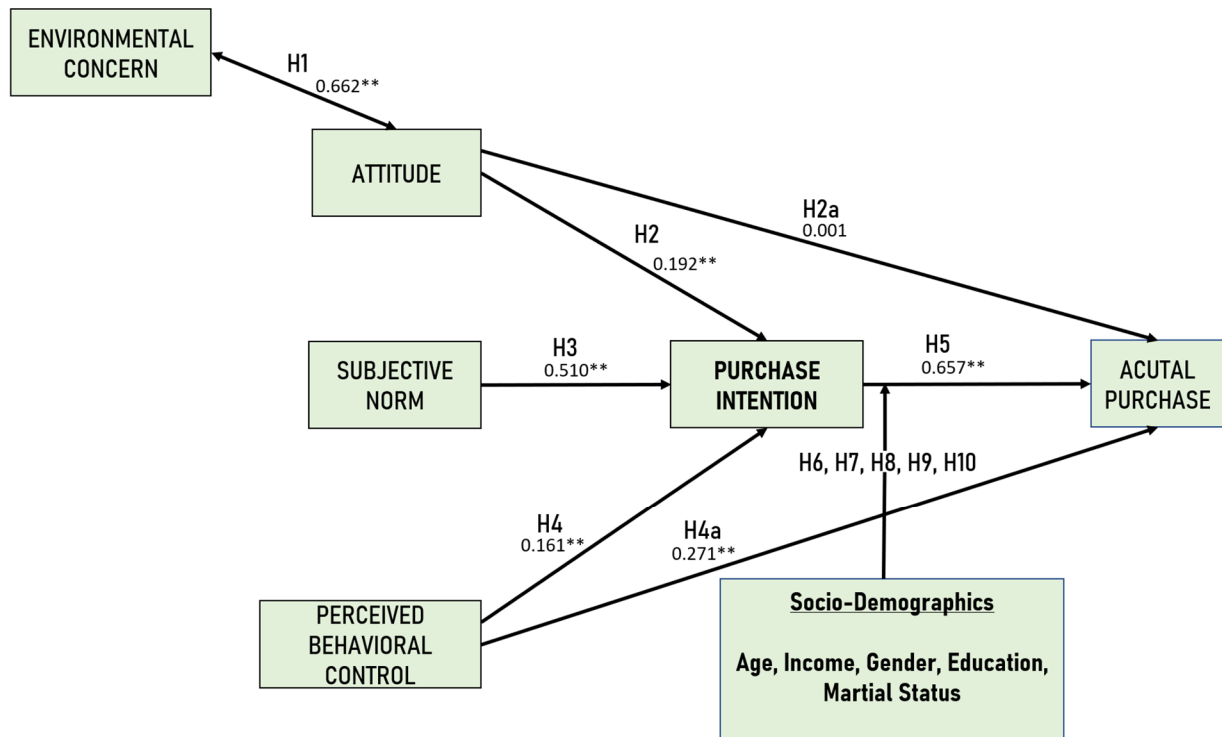 ENVIRONMENTAL
CONCERN
H1
0.662**
ATTITUDE
H2a
0.001
H2
0.192**
SUBJECTIVE
NORM
H3
0.510**
PURCHASE
INTENTION
H5
0.657**
ACUTAL
PURCHASE
H6, H7, H8, H9, H10
H4
0.161**
H4a
0.271**
PERCEIVED
BEHAVIORAL
CONTROL
Socio-Demographics
Age, Income, Gender, Education,
Martial Status